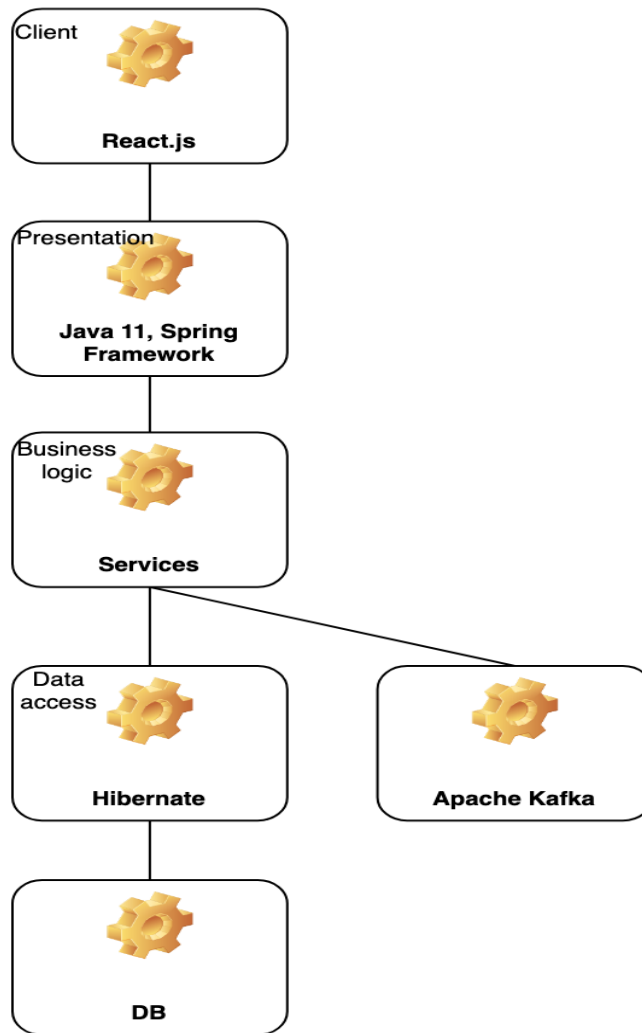 Client
React.js
Presentation
Java 11, Spring
Framework
Business
logic
Services
Data
access
Hibernate
Apache Kafka
DB